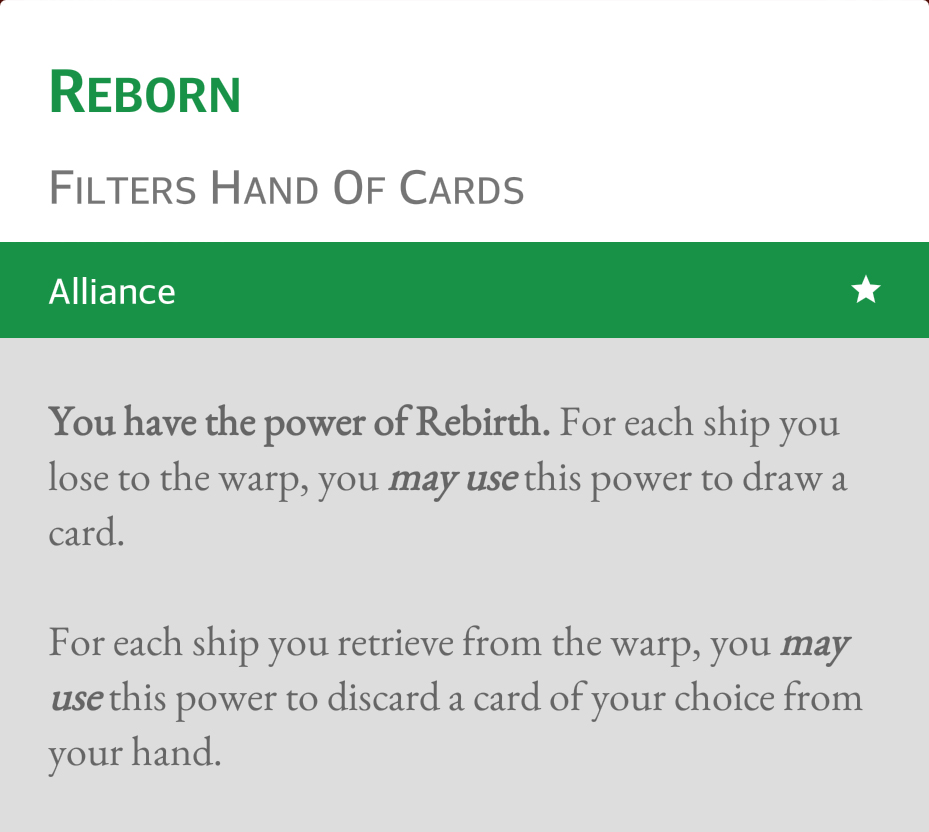 Reborn
Filters Hand Of Cards
Alliance
You have the power of Rebirth. For each ship you
lose to the warp, you may use this power to draw a
card.
For each ship you retrieve from the warp, you may
use this power to discard a card of your choice from
your hand.